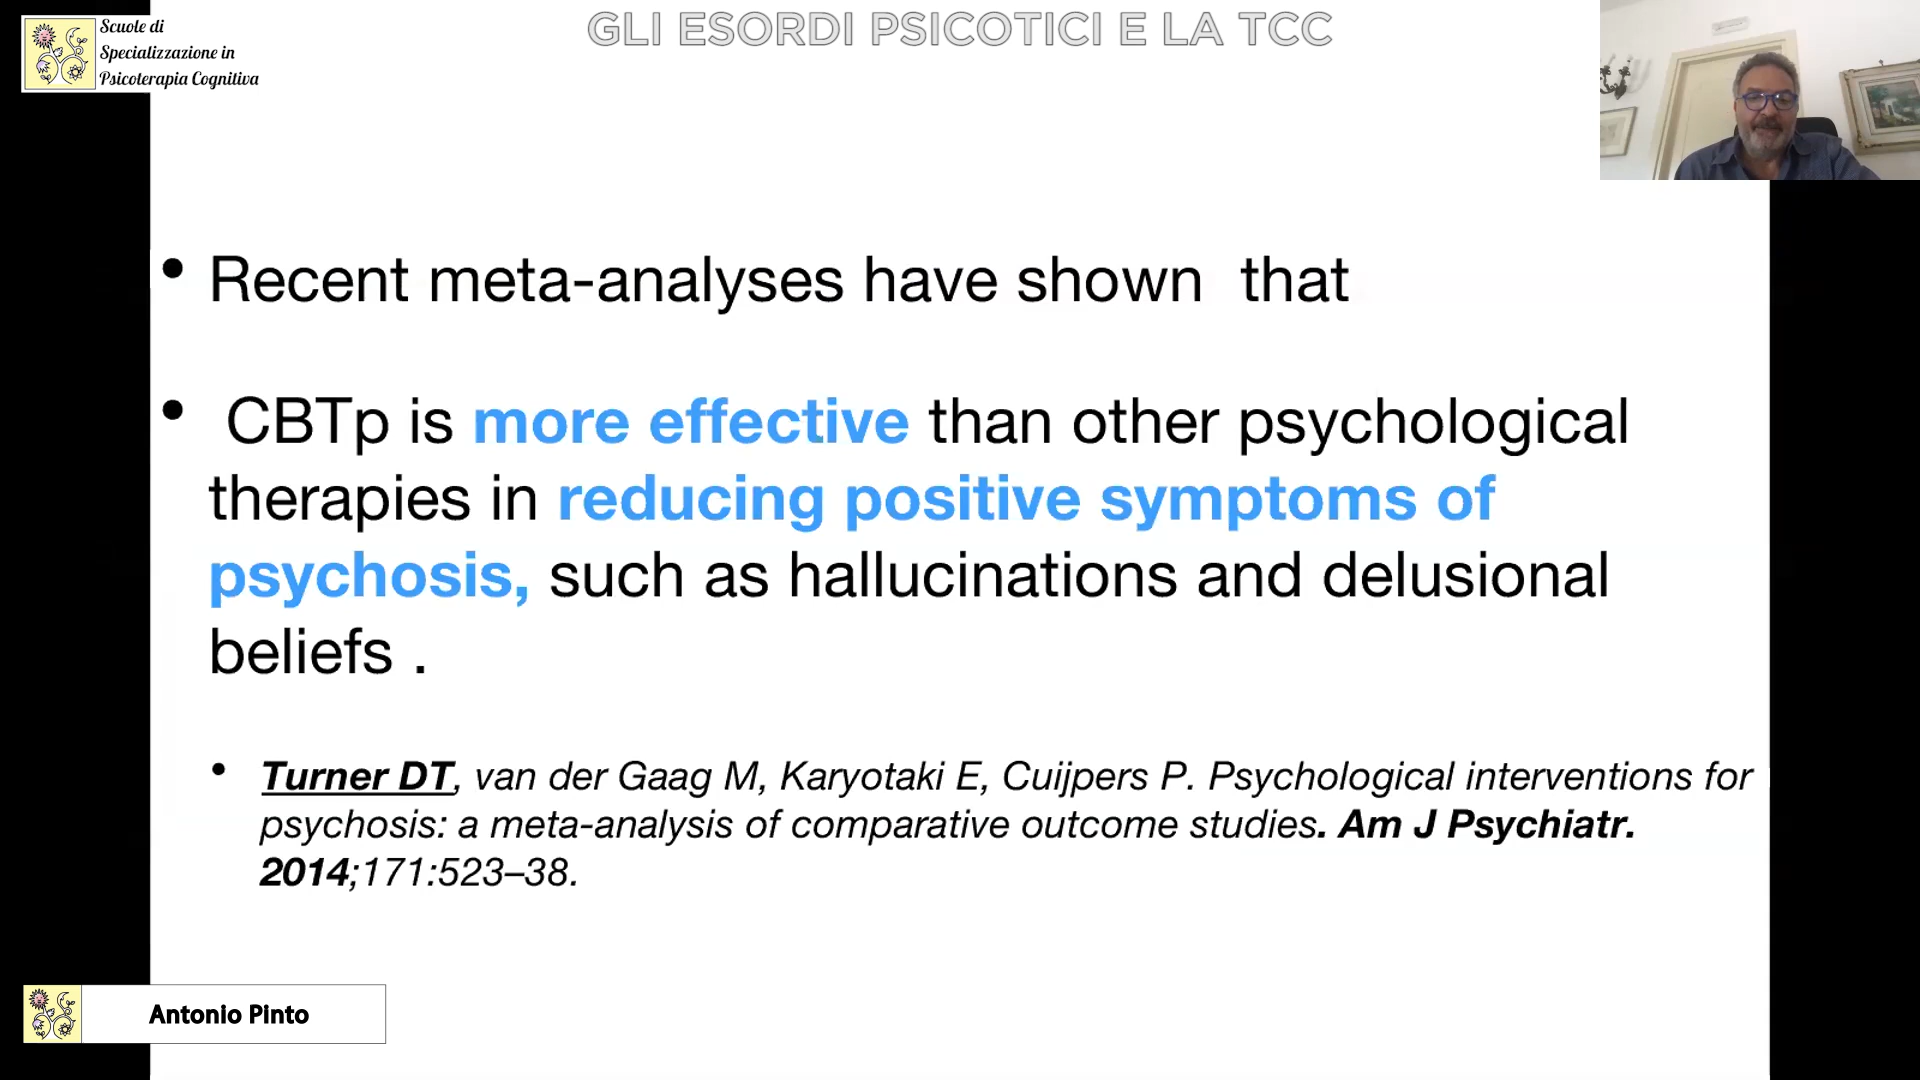 Scuole di
Specializzazione in
Psicoterapia Cognitiva
GLI ESORDI PSICOTICI E LA TCC
• Recent meta-analyses have shown  that
•  CBTp is more effective than other psychological
therapies in reducing positive symptoms of
psychosis, such as hallucinations and delusional
beliefs .
• Turner DT, van der Gaag M, Karyotaki E, Cuijpers P. Psychological interventions for
psychosis: a meta-analysis of comparative outcome studies. Am J Psychiatr.
2014;171:523–38.
Antonio Pinto